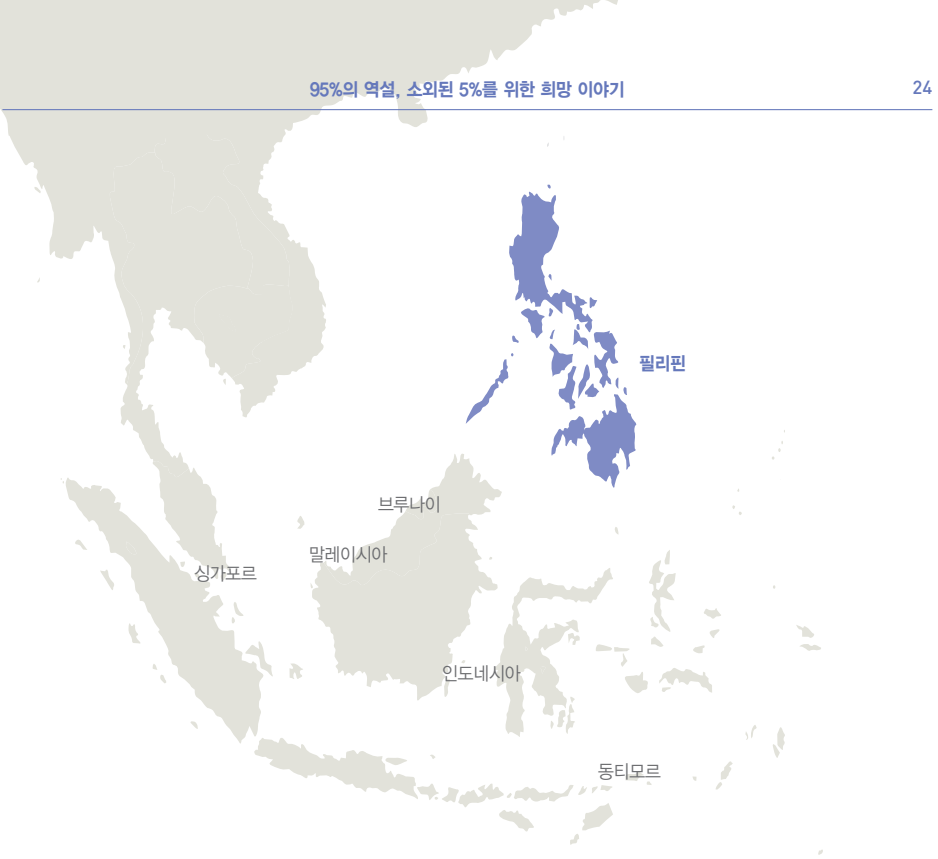 95%의 역설, 소외된 5%를 위한 희망 이야기
24
필리핀
브루나이
말레이시아
싱가포르
인도네시아
동티모르